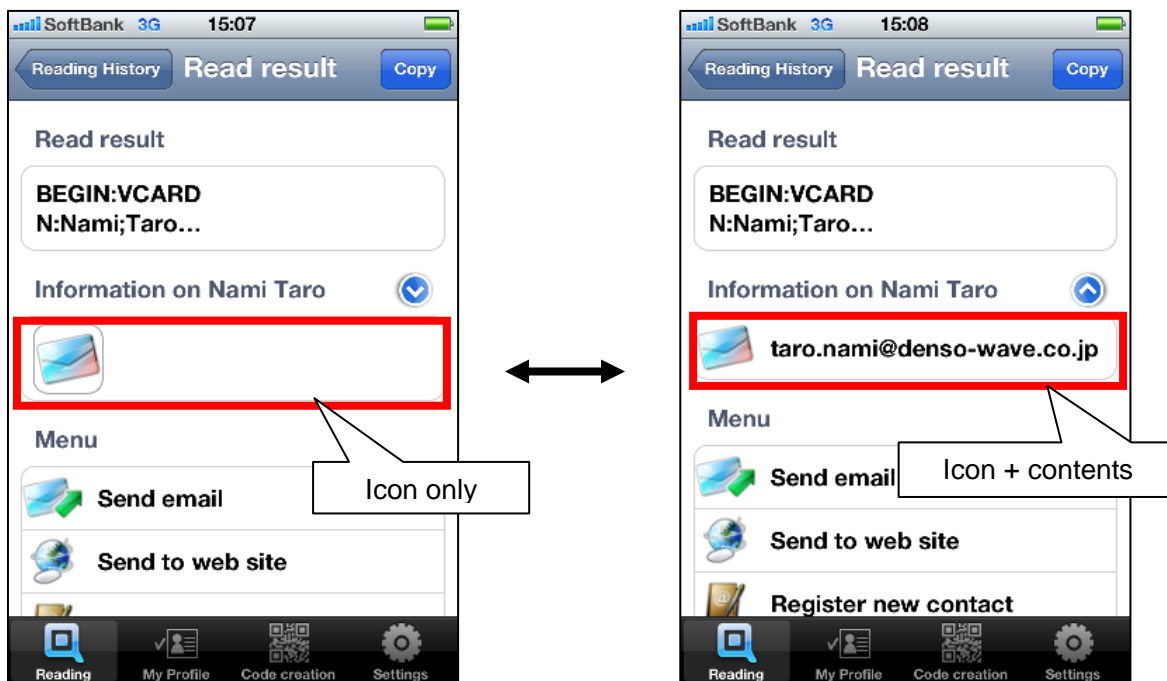 SoftBank 3G 15:07
Reading History Read result Copy
Read result
BEGIN:VCARD
N:Nami;Taro...
Information on Nami Taro
Menu
Icon only
Send email
Send to web site
Reading My Profile Code creation Settings
SoftBank 3G 15:08
Reading History Read result Copy
Read result
BEGIN:VCARD
N:Nami;Taro...
Information on Nami Taro
taro.nami@denso-wave.co.jp
Menu
Icon + contents
Send email
Send to web site
Register new contact
Reading My Profile Code creation Settings